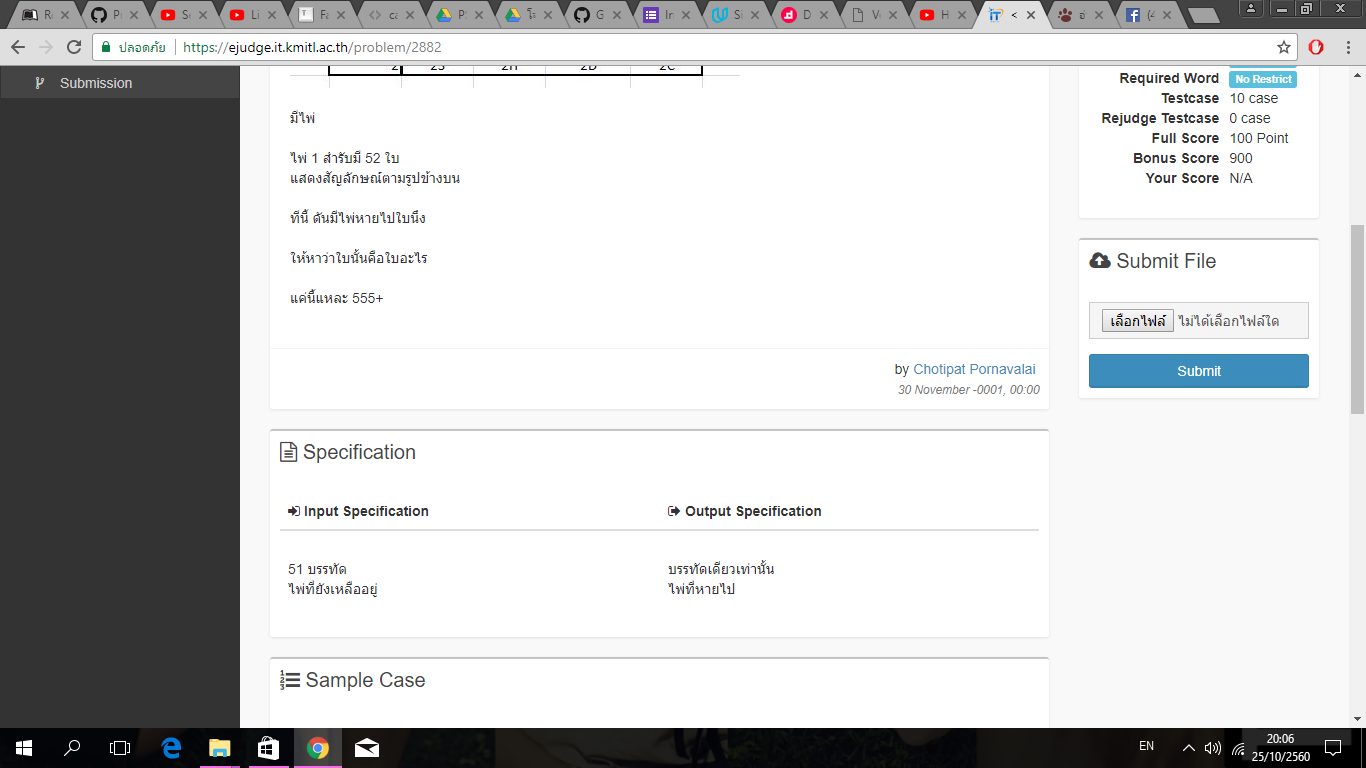 R
P
S
Li
Fa
ca
P
โ
G
In
S
D
V
H
<
อ
(4
ปลอดภัย
https://ejudge.it.kmitl.ac.th/problem/2882
Submission
2 2S 2H 2D 2C
มีไพ่
ไพ่ 1 สำรับมี 52 ใบ
แสดงสัญลักษณ์ตามรูปข้างบน
ทีนี้ ดันมีไพ่หายไปใบนึง
ให้หาว่าใบนั้นคือใบอะไร
แค่นี้แหละ 555+
by Chotipat Pornavalai
30 November -0001, 00:00
Specification
Input Specification Output Specification
51 บรรทัด
ไพ่ที่ยังเหลืออยู่
บรรทัดเดียวเท่านั้น
ไพ่ที่หายไป
Sample Case
Required Word No Restrict
Testcase 10 case
Rejudge Testcase 0 case
Full Score 100 Point
Bonus Score 900
Your Score N/A
Submit File
เลือกไฟล์ ไม่ได้เลือกไฟล์ใด
Submit
EN
20:06
25/10/2560